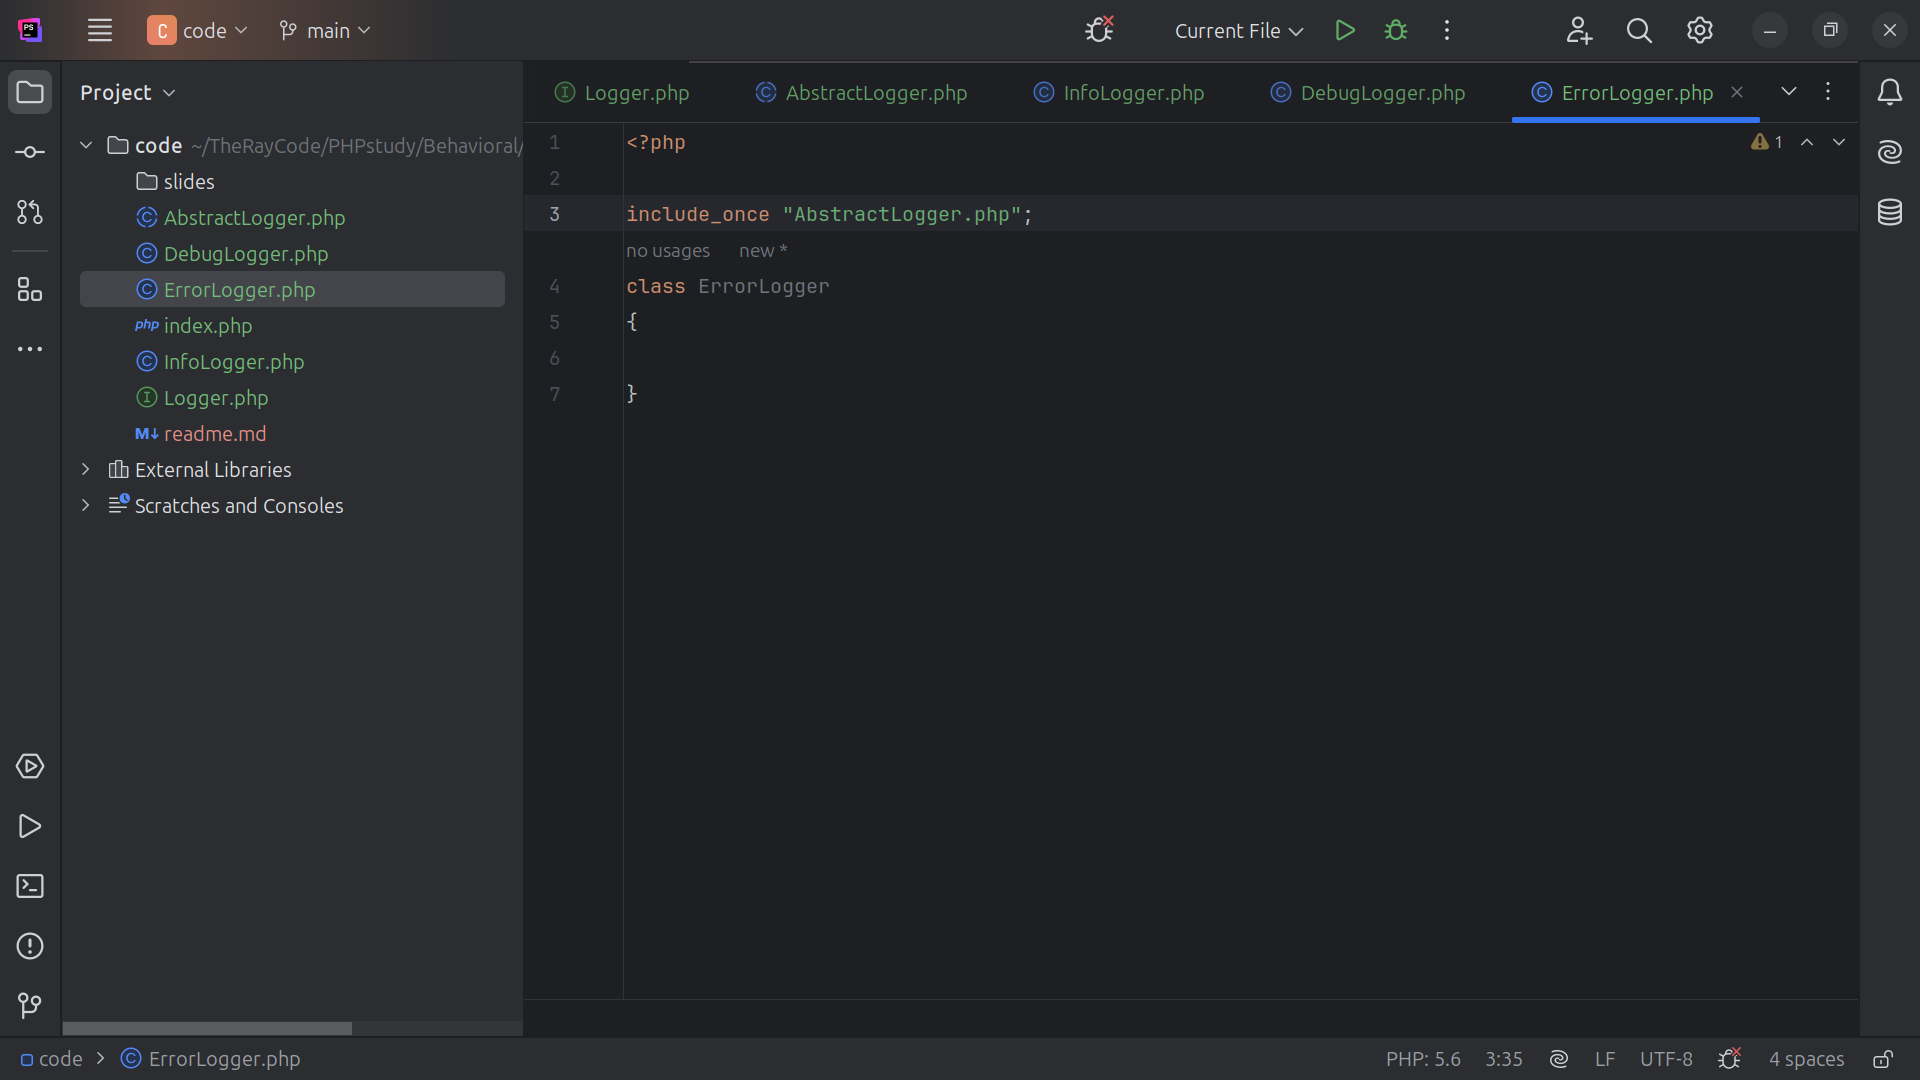 PS
C code main
Current File
Project
code ~/TheRayCode/PHPstudy/Behavioral/
slides
AbstractLogger.php
DebugLogger.php
ErrorLogger.php
php index.php
InfoLogger.php
Logger.php
M↓ readme.md
External Libraries
Scratches and Consoles
Logger.php AbstractLogger.php InfoLogger.php DebugLogger.php ErrorLogger.php
1 <?php
1
2
3 include_once "AbstractLogger.php";
no usages new *
4 class ErrorLogger
5 {
6
7 }
code > ErrorLogger.php
PHP: 5.6 3:35 LF UTF-8 4 spaces